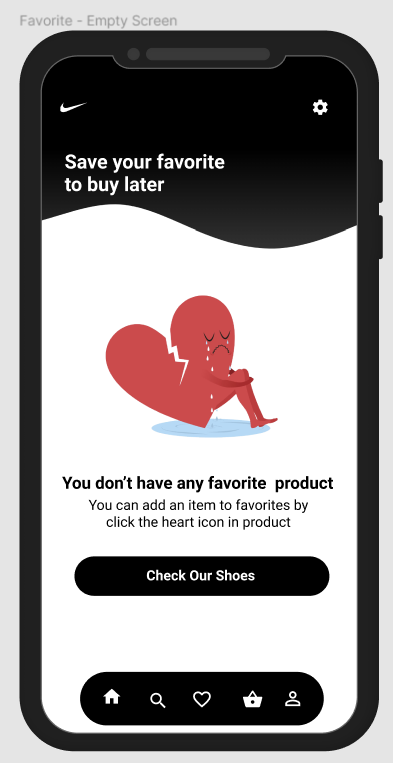 Favorite - Empty Screen
Save your favorite
to buy later
You don’t have any favorite  product
You can add an item to favorites by
click the heart icon in product
Check Our Shoes